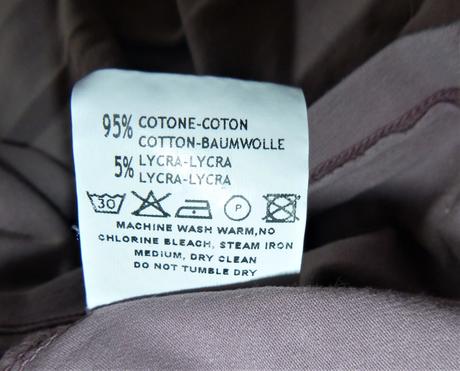 95% COTONE-COTON
COTTON-BAUMWOLLE
5% LYCRA-LYCRA
LYCRA-LYCRA
30 P
MACHINE WASH WARM,NO
CHLORINE BLEACH, STEAM IRON
MEDIUM, DRY CLEAN
DO NOT TUMBLE DRY